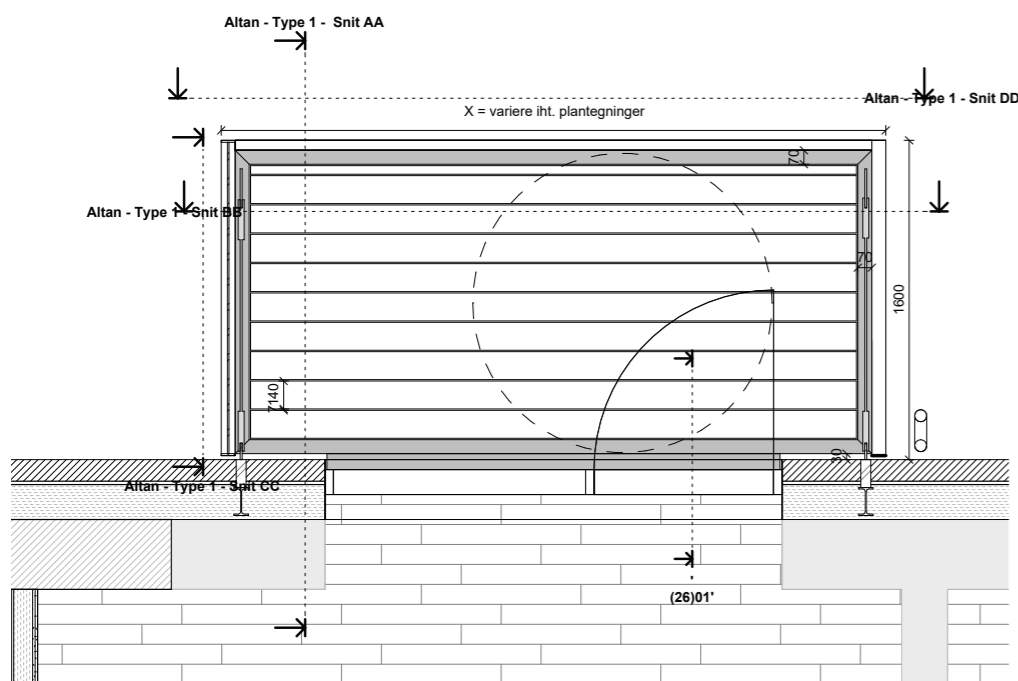 Altan - Type 1 - Snit AA
Altan - Type 1 - Snit DD
X = variere iht. plantegninger
70
Altan - Type 1 - Snit BB
70
1600
7140
30
Altan - Type 1 - Snit CC
(26)01'